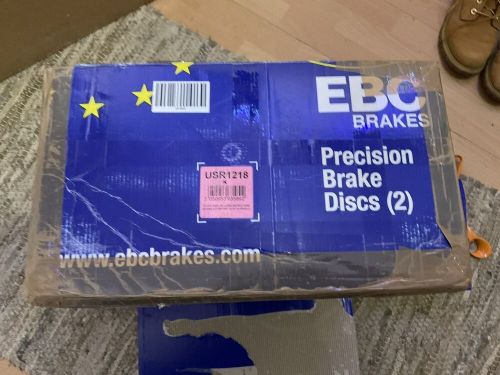 EBC
BRAKES
USR1218
Precision
Brake
Discs (2)
www.ebcbrakes.com